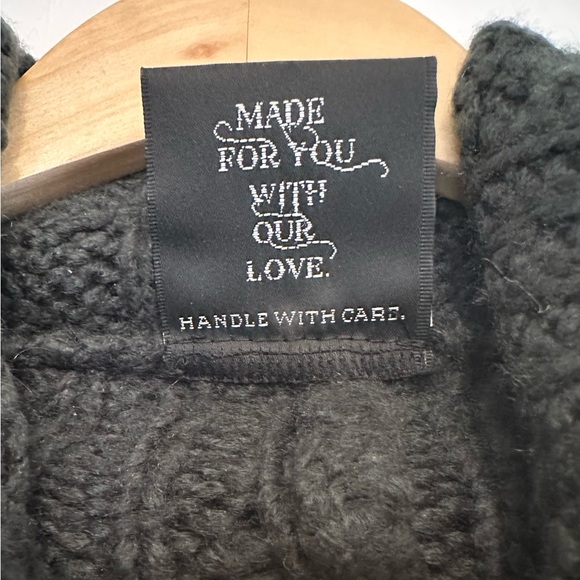 MADE
FOR YOU
WITH
OUR
LOVE.
HANDLE WITH CARE.